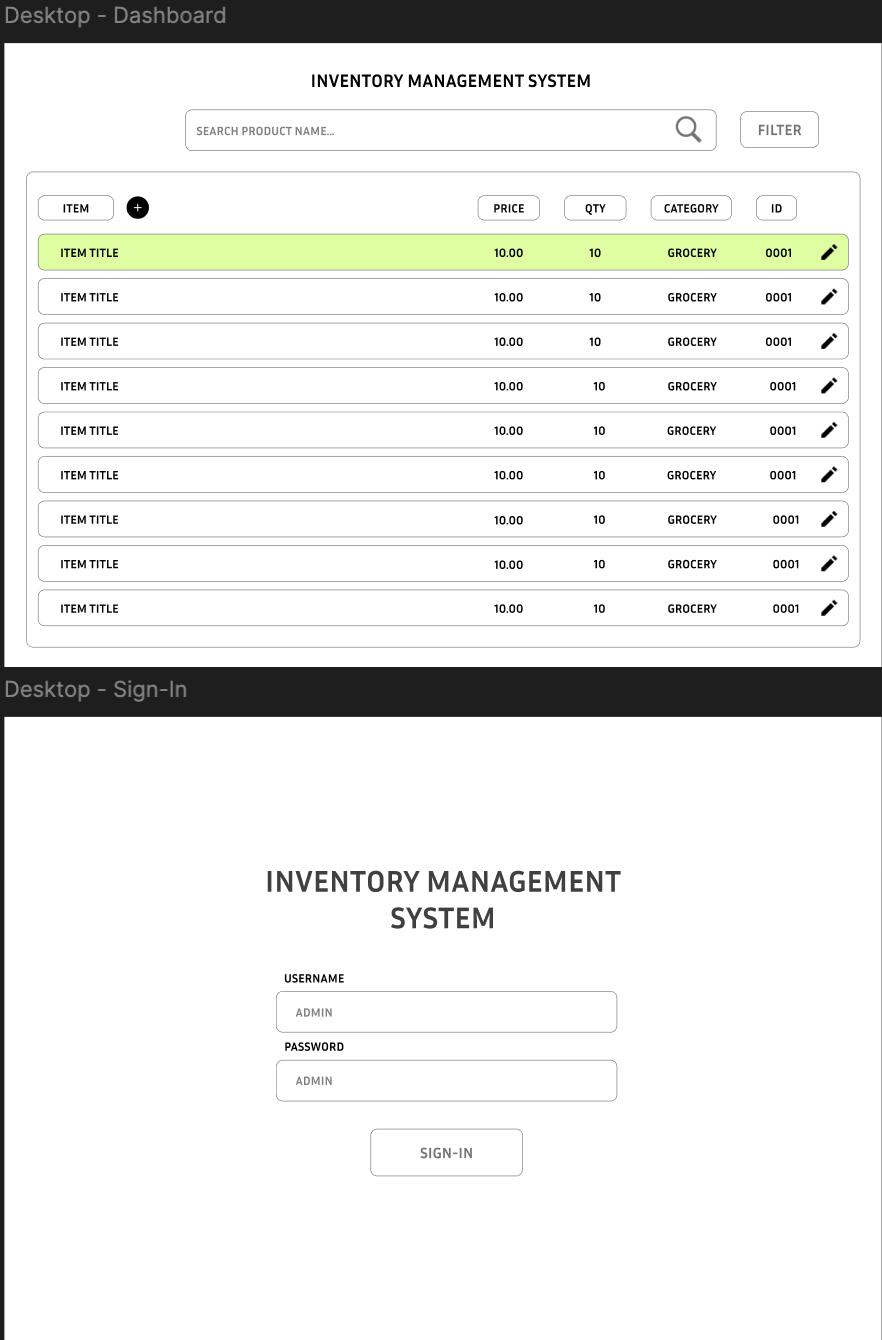 Desktop - Dashboard
INVENTORY MANAGEMENT SYSTEM
SEARCH PRODUCT NAME...
FILTER
ITEM + PRICE QTY CATEGORY ID
ITEM TITLE 10.00 10 GROCERY 0001
ITEM TITLE 10.00 10 GROCERY 0001
ITEM TITLE 10.00 10 GROCERY 0001
ITEM TITLE 10.00 10 GROCERY 0001
ITEM TITLE 10.00 10 GROCERY 0001
ITEM TITLE 10.00 10 GROCERY 0001
ITEM TITLE 10.00 10 GROCERY 0001
ITEM TITLE 10.00 10 GROCERY 0001
ITEM TITLE 10.00 10 GROCERY 0001
Desktop - Sign-In
INVENTORY MANAGEMENT
SYSTEM
USERNAME
ADMIN
PASSWORD
ADMIN
SIGN-IN